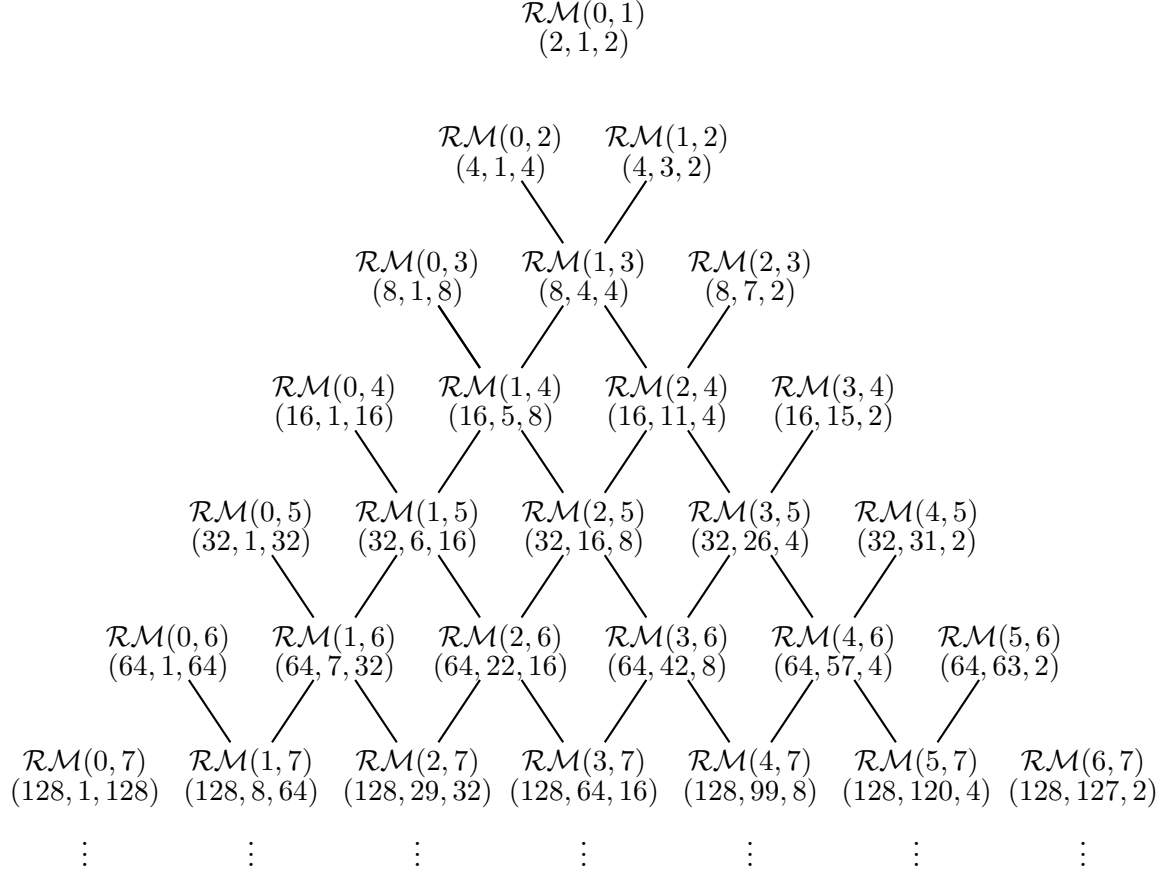 RM(0, 1)
(2, 1, 2)
RM(0, 2) RM(1, 2)
(4, 1, 4) (4, 3, 2)
RM(0, 3) RM(1, 3) RM(2, 3)
(8, 1, 8) (8, 4, 4) (8, 7, 2)
RM(0, 4) RM(1, 4) RM(2, 4) RM(3, 4)
(16, 1, 16) (16, 5, 8) (16, 11, 4) (16, 15, 2)
RM(0, 5) RM(1, 5) RM(2, 5) RM(3, 5) RM(4, 5)
(32, 1, 32) (32, 6, 16) (32, 16, 8) (32, 26, 4) (32, 31, 2)
RM(0, 6) RM(1, 6) RM(2, 6) RM(3, 6) RM(4, 6) RM(5, 6)
(64, 1, 64) (64, 7, 32) (64, 22, 16) (64, 42, 8) (64, 57, 4) (64, 63, 2)
RM(0, 7) RM(1, 7) RM(2, 7) RM(3, 7) RM(4, 7) RM(5, 7) RM(6, 7)
(128, 1, 128) (128, 8, 64) (128, 29, 32) (128, 64, 16) (128, 99, 8) (128, 120, 4) (128, 127, 2)
⋮ ⋮ ⋮ ⋮ ⋮ ⋮ ⋮